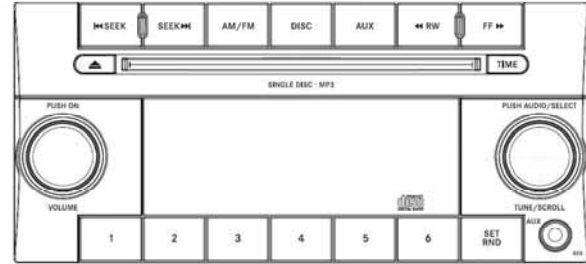 ⏮SEEK SEEK⏭ AM/FM DISC AUX ◀◀ RW FF ▶▶
TIME
SINGLE DISC · MP3
PUSH ON PUSH AUDIO/SELECT
VOLUME TUNE/SCROLL
AUX
1 2 3 4 5 6 SET
RND